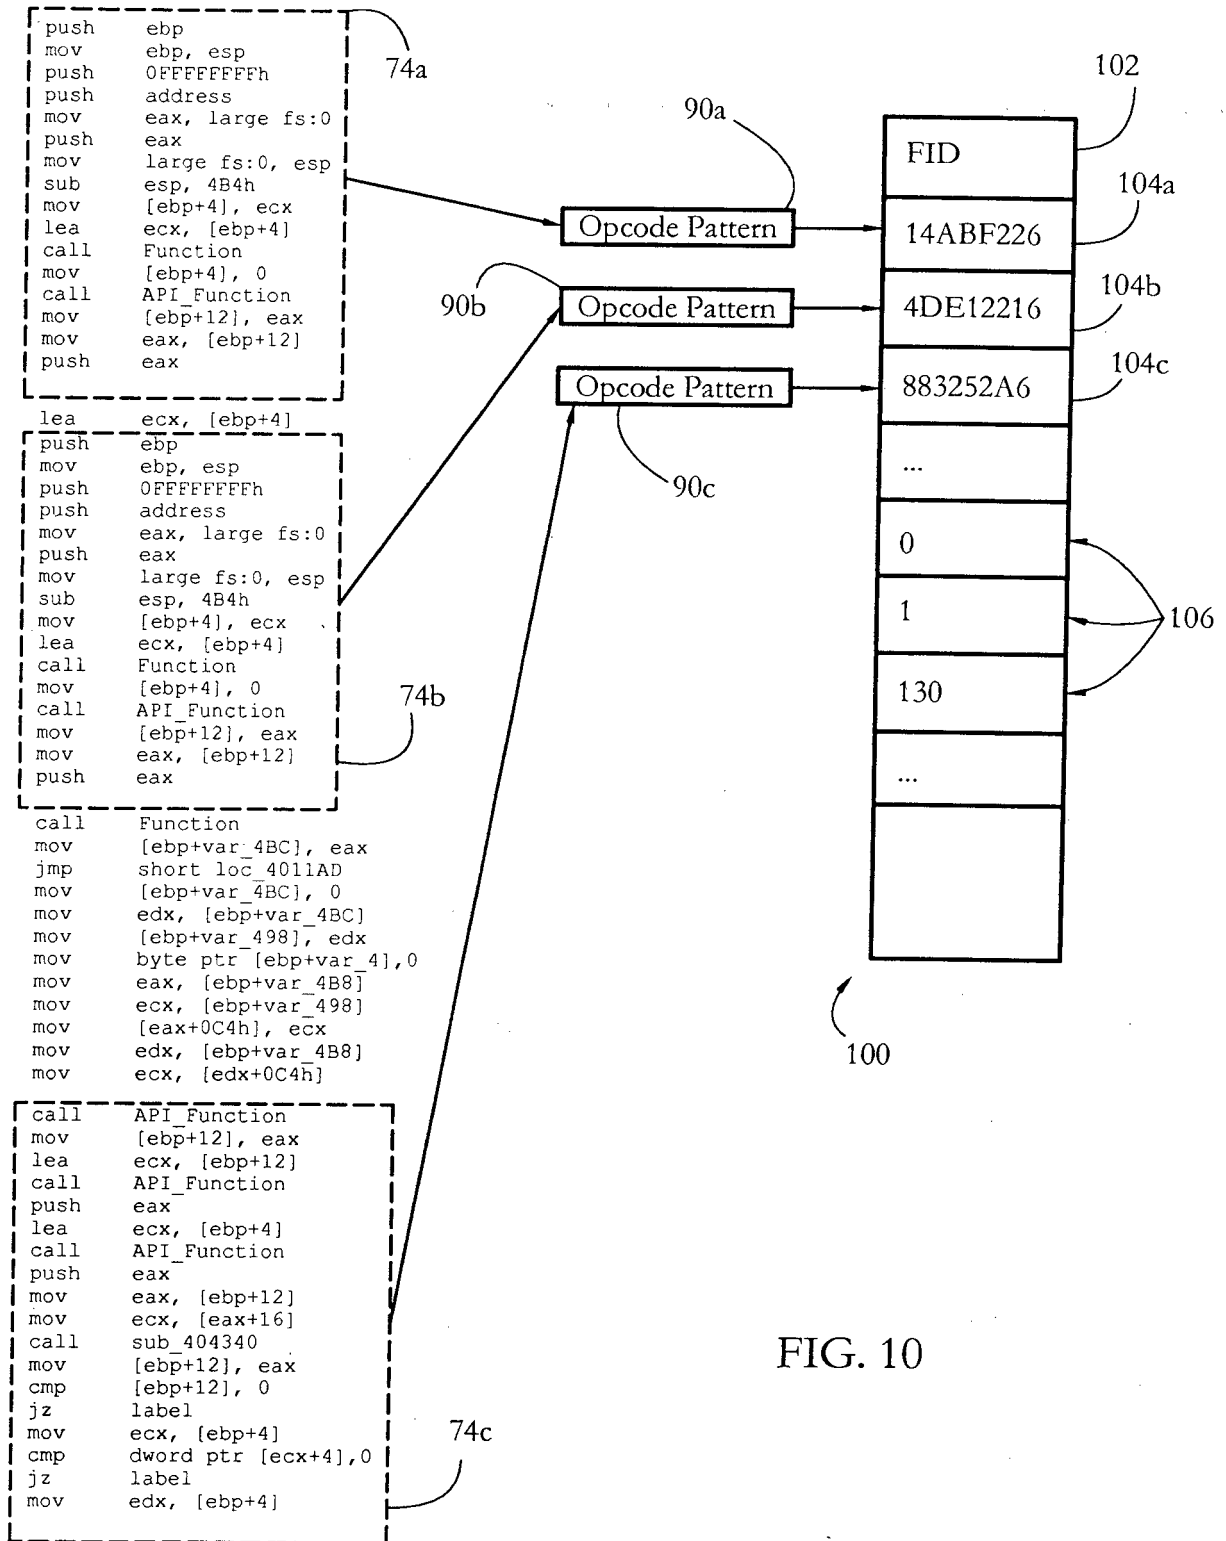 push ebp
mov ebp, esp
push 0FFFFFFFFh
push address
mov eax, large fs:0
push eax
mov large fs:0, esp
sub esp, 4B4h
mov [ebp+4], ecx
lea ecx, [ebp+4]
call Function
mov [ebp+4], 0
call API_Function
mov [ebp+12], eax
mov eax, [ebp+12]
push eax
74a
lea ecx, [ebp+4]
push ebp
mov ebp, esp
push 0FFFFFFFFh
push address
mov eax, large fs:0
push eax
mov large fs:0, esp
sub esp, 4B4h
mov [ebp+4], ecx
lea ecx, [ebp+4]
call Function
mov [ebp+4], 0
call API_Function
mov [ebp+12], eax
mov eax, [ebp+12]
push eax
74b
call Function
mov [ebp+var_4BC], eax
jmp short loc_4011AD
mov [ebp+var_4BC], 0
mov edx, [ebp+var_4BC]
mov [ebp+var_498], edx
mov byte ptr [ebp+var_4],0
mov eax, [ebp+var_4B8]
mov ecx, [ebp+var_498]
mov [eax+0C4h], ecx
mov edx, [ebp+var_4B8]
mov ecx, [edx+0C4h]
call API_Function
mov [ebp+12], eax
lea ecx, [ebp+12]
call API_Function
push eax
lea ecx, [ebp+4]
call API_Function
push eax
mov eax, [ebp+12]
mov ecx, [eax+16]
call sub_404340
mov [ebp+12], eax
cmp [ebp+12], 0
jz label
mov ecx, [ebp+4]
cmp dword ptr [ecx+4],0
jz label
mov edx, [ebp+4]
74c
90a
Opcode Pattern
90b
Opcode Pattern
Opcode Pattern
90c
102
FID
104a
14ABF226
104b
4DE12216
104c
883252A6
...
0
1
106
130
...
100
FIG. 10